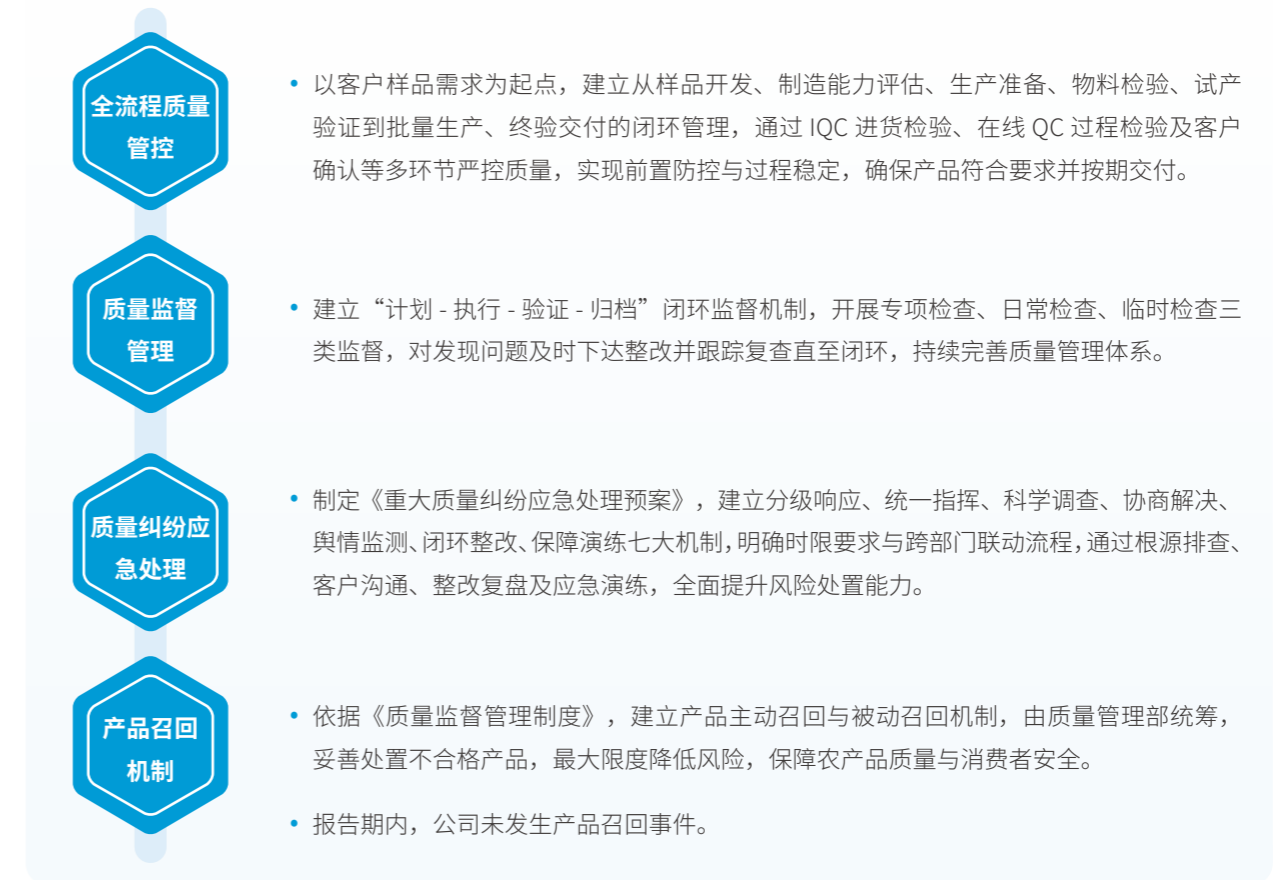 全流程质量
管控
• 以客户样品需求为起点，建立从样品开发、制造能力评估、生产准备、物料检验、试产
验证到批量生产、终验交付的闭环管理，通过 IQC 进货检验、在线 QC 过程检验及客户
确认等多环节严控质量，实现前置防控与过程稳定，确保产品符合要求并按期交付。
质量监督
管理
• 建立“计划 - 执行 - 验证 - 归档”闭环监督机制，开展专项检查、日常检查、临时检查三
类监督，对发现问题及时下达整改并跟踪复查直至闭环，持续完善质量管理体系。
质量纠纷应
急处理
• 制定《重大质量纠纷应急处理预案》，建立分级响应、统一指挥、科学调查、协商解决、
舆情监测、闭环整改、保障演练七大机制，明确时限要求与跨部门联动流程，通过根源排查、
客户沟通、整改复盘及应急演练，全面提升风险处置能力。
产品召回
机制
• 依据《质量监督管理制度》，建立产品主动召回与被动召回机制，由质量管理部统筹，
妥善处置不合格产品，最大限度降低风险，保障农产品质量与消费者安全。
• 报告期内，公司未发生产品召回事件。